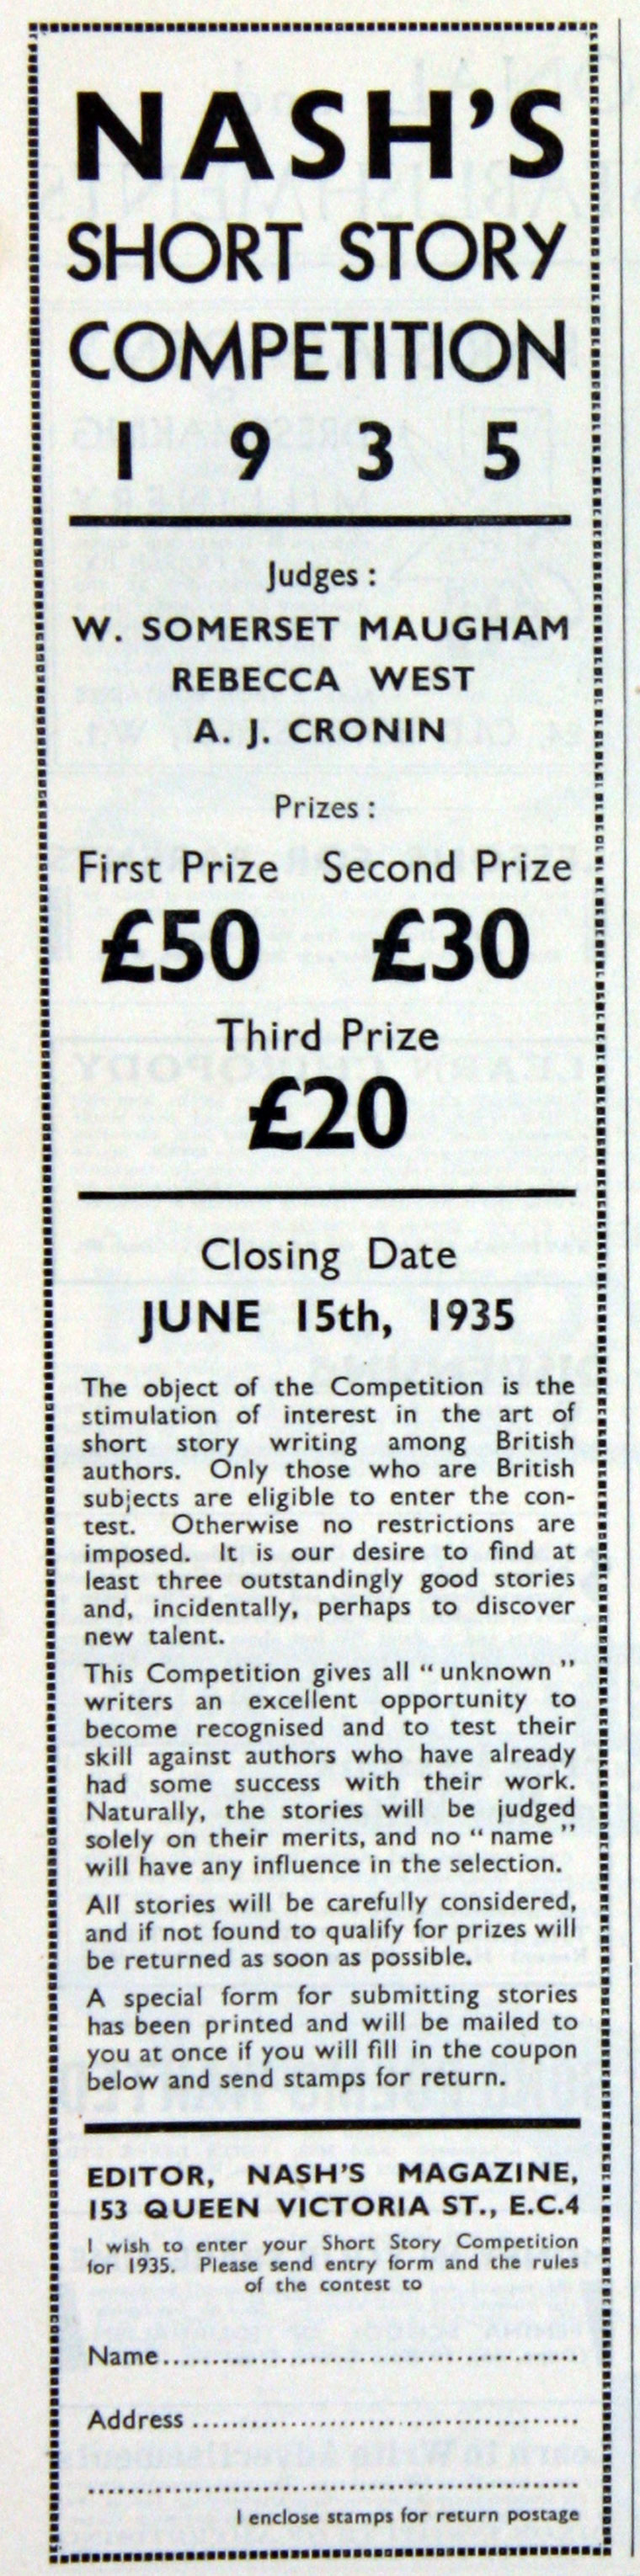 NASH'S
SHORT STORY
COMPETITION
1 9 3 5
Judges :
W. SOMERSET MAUGHAM
REBECCA WEST
A. J. CRONIN
Prizes :
First Prize Second Prize
£50 £30
Third Prize
£20
Closing Date
JUNE 15th, 1935
The object of the Competition is the
stimulation of interest in the art of
short story writing among British
authors. Only those who are British
subjects are eligible to enter the con-
test. Otherwise no restrictions are
imposed. It is our desire to find at
least three outstandingly good stories
and, incidentally, perhaps to discover
new talent.
This Competition gives all "unknown"
writers an excellent opportunity to
become recognised and to test their
skill against authors who have already
had some success with their work.
Naturally, the stories will be judged
solely on their merits, and no "name"
will have any influence in the selection.
All stories will be carefully considered,
and if not found to qualify for prizes will
be returned as soon as possible.
A special form for submitting stories
has been printed and will be mailed to
you at once if you will fill in the coupon
below and send stamps for return.
EDITOR, NASH'S MAGAZINE,
153 QUEEN VICTORIA ST., E.C.4
I wish to enter your Short Story Competition
for 1935. Please send entry form and the rules
of the contest to
Name
Address
I enclose stamps for return postage